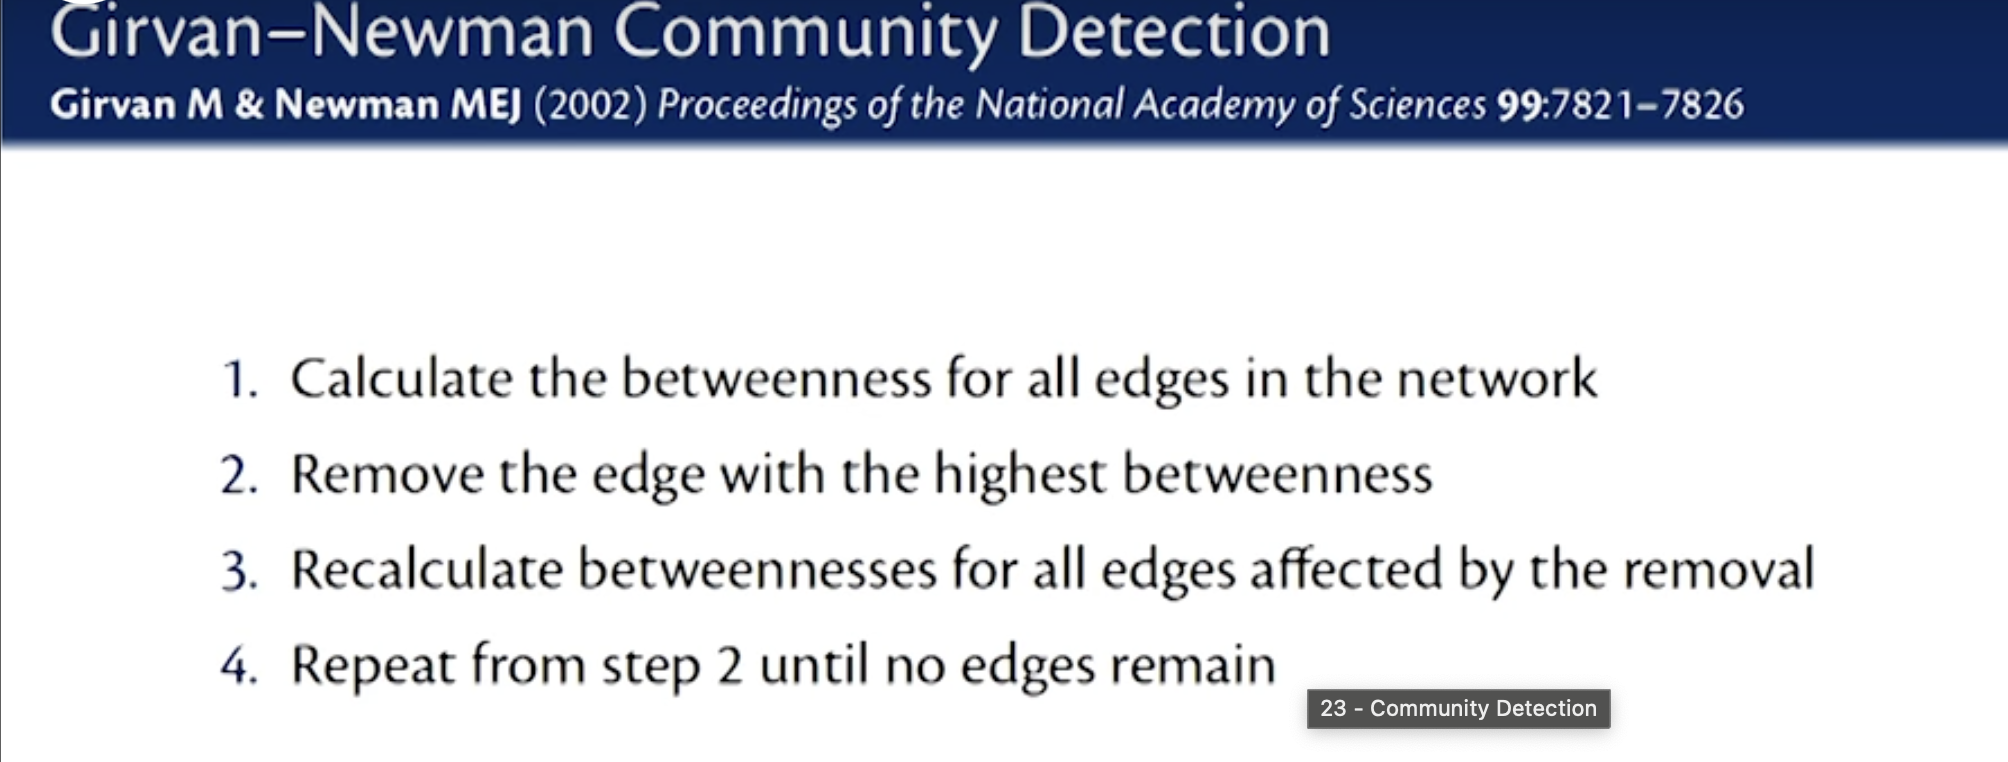 Girvan–Newman Community Detection
Girvan M & Newman MEJ (2002) Proceedings of the National Academy of Sciences 99:7821–7826
1. Calculate the betweenness for all edges in the network
2. Remove the edge with the highest betweenness
3. Recalculate betweennesses for all edges affected by the removal
4. Repeat from step 2 until no edges remain
23 - Community Detection